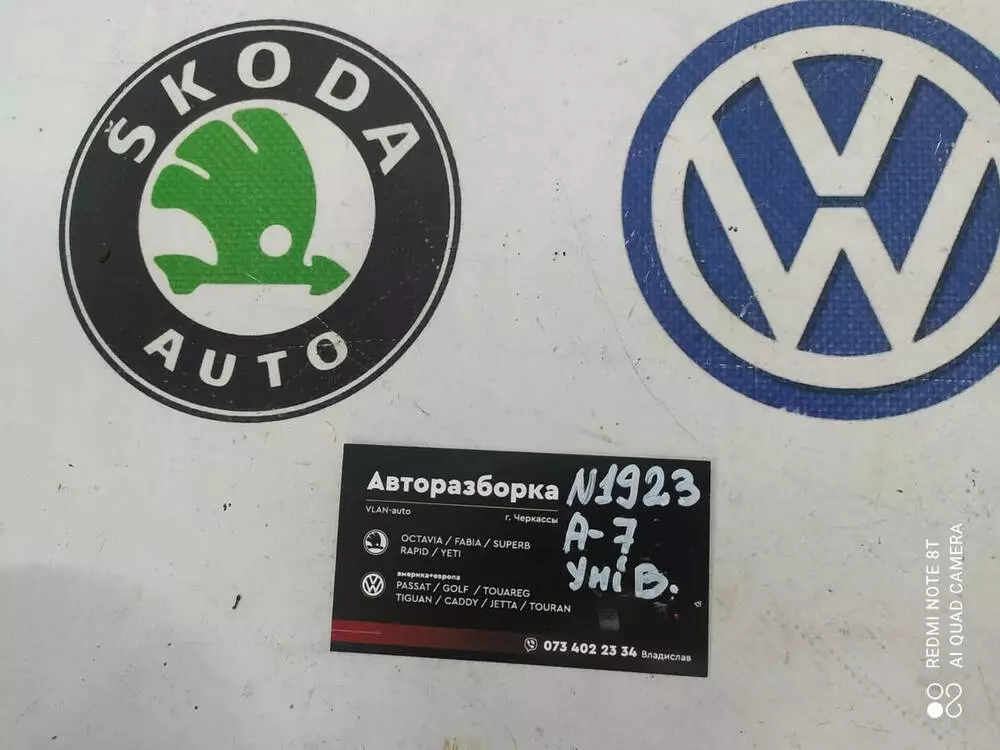 ŠKODA
AUTO
Авторазборка
VLAN-auto
г. Черкассы
OCTAVIA / FABIA / SUPERB
RAPID / YETI
америка+европа
PASSAT / GOLF / TOUAREG
TIGUAN / CADDY / JETTA / TOURAN
073 402 23 34 Владислав
N1923
A-7
Унів.
REDMI NOTE 8T
AI QUAD CAMERA